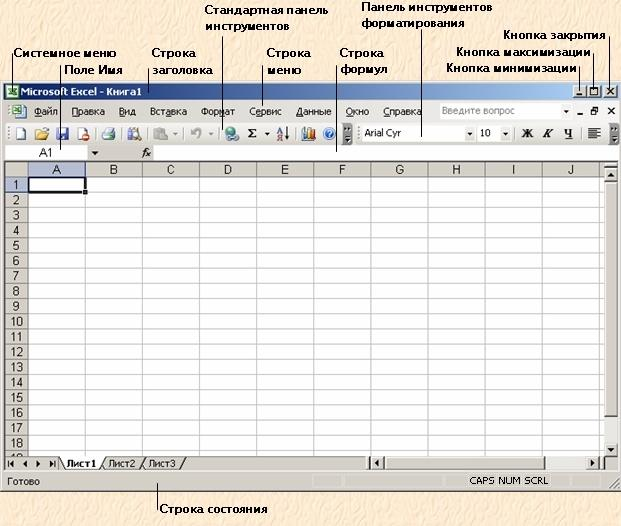 Стандартная панель инструментов
Панель инструментов форматирования
Кнопка закрытия
Системное меню
Строка заголовка
Строка меню
Строка формул
Кнопка максимизации
Поле Имя
Кнопка минимизации
Microsoft Excel - Книга1
Файл Правка Вид Вставка Формат Сервис Данные Окно Справка Введите вопрос
Σ Arial Cyr 10 Ж К Ч
A1 fx
A B C D E F G H I J
1
2
3
4
5
6
7
8
9
10
11
12
13
14
15
16
17
18
Лист1 Лист2 Лист3
Готово CAPS NUM SCRL
Строка состояния